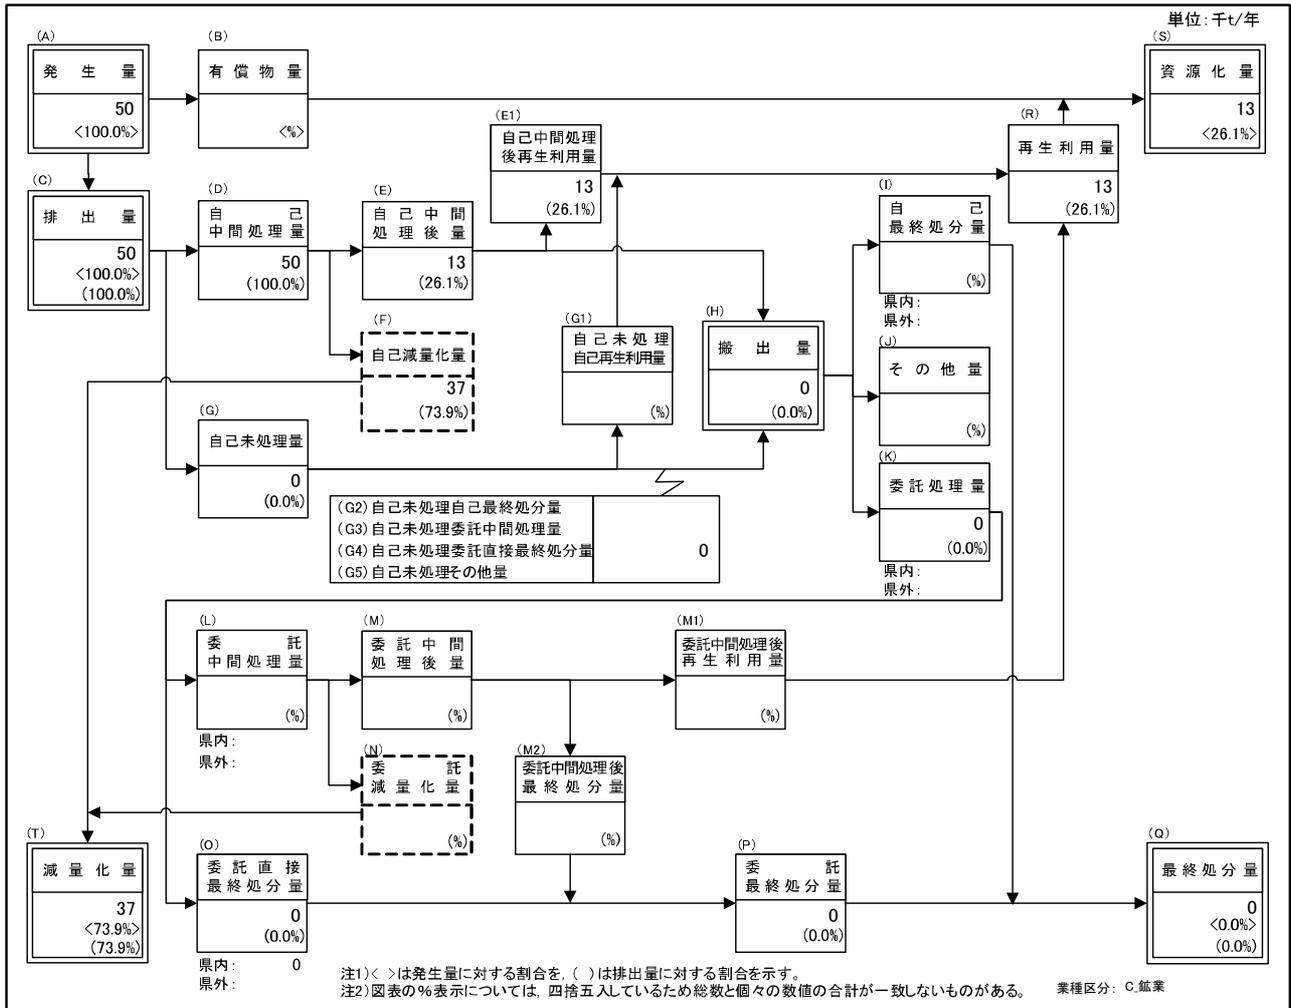 単位：千t/年
(A)
発生量
50
<100.0%>
(B)
有償物量
<%>
(S)
資源化量
13
<26.1%>
(E1)
自己中間処理
後再生利用量
13
(26.1%)
(R)
再生利用量
13
(26.1%)
(C)
排出量
50
<100.0%>
(100.0%)
(D)
自己
中間処理量
50
(100.0%)
(E)
自己中間
処理後量
13
(26.1%)
(I)
自己
最終処分量
(%)
県内：
県外：
(F)
自己減量化量
37
(73.9%)
(G1)
自己未処理
自己再生利用量
(%)
(H)
搬出量
0
(0.0%)
(J)
その他量
(%)
(G)
自己未処理量
0
(0.0%)
(K)
委託処理量
0
(0.0%)
県内：
県外：
(G2)自己未処理自己最終処分量
(G3)自己未処理委託中間処理量
(G4)自己未処理委託直接最終処分量
(G5)自己未処理その他量
0
(L)
委託
中間処理量
(%)
県内：
県外：
(M)
委託中間
処理後量
(%)
(M1)
委託中間処理後
再生利用量
(%)
(N)
委託
減量化量
(%)
(M2)
委託中間処理後
最終処分量
(%)
(T)
減量化量
37
<73.9%>
(73.9%)
(O)
委託直接
最終処分量
0
(0.0%)
県内： 0
県外：
(P)
委託
最終処分量
0
(0.0%)
(Q)
最終処分量
0
<0.0%>
(0.0%)
注1)< >は発生量に対する割合を，( )は排出量に対する割合を示す。
注2)図表の%表示については，四捨五入しているため総数と個々の数値の合計が一致しないものがある。
業種区分： C_鉱業